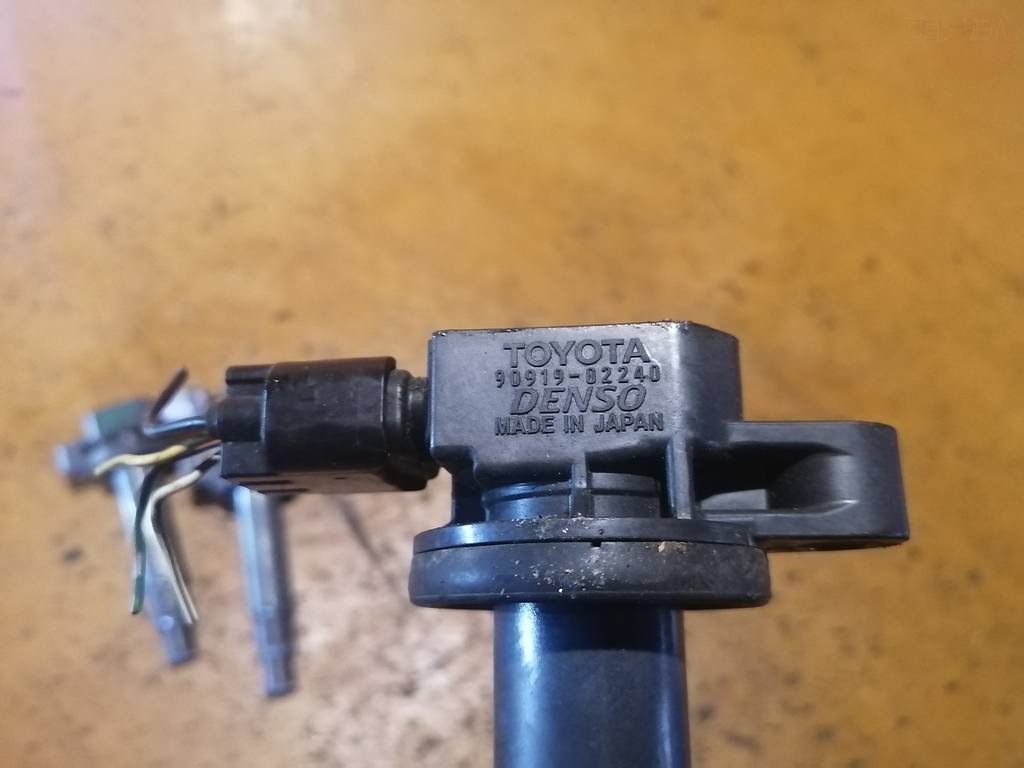 TOYOTA
90919-02240
DENSO
MADE IN JAPAN